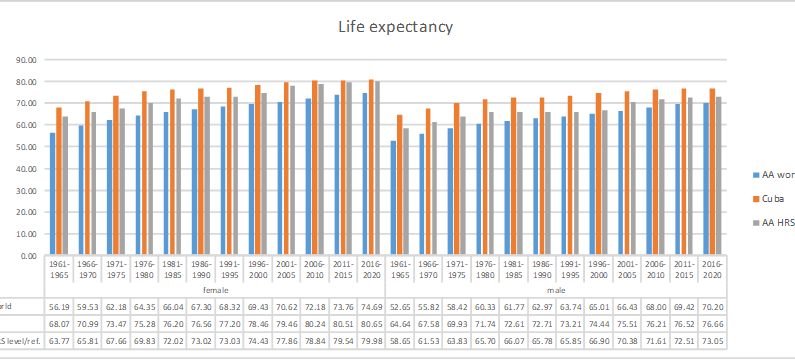 Life expectancy
90.00
80.00
70.00
60.00
50.00
40.00
30.00
20.00
10.00
0.00
AA wor
Cuba
AA HRS
1961-1965 1966-1970 1971-1975 1976-1980 1981-1985 1986-1990 1991-1995 1996-2000 2001-2005 2006-2010 2011-2015 2016-2020 1961-1965 1966-1970 1971-1975 1976-1980 1981-1985 1986-1990 1991-1995 1996-2000 2001-2005 2006-2010 2011-2015 2016-2020
female male
rld 56.19 59.53 62.18 64.35 66.04 67.30 68.32 69.43 70.62 72.18 73.76 74.69 52.65 55.82 58.42 60.33 61.77 62.97 63.74 65.01 66.43 68.00 69.42 70.20
68.07 70.99 73.47 75.28 76.20 76.56 77.20 78.46 79.46 80.24 80.51 80.65 64.64 67.58 69.93 71.74 72.61 72.71 73.21 74.44 75.51 76.21 76.52 76.66
S level/ref. 63.77 65.81 67.66 69.83 72.02 73.02 73.03 74.43 77.86 78.84 79.54 79.98 58.65 61.53 63.83 65.70 66.07 65.78 65.85 66.90 70.38 71.61 72.51 73.05